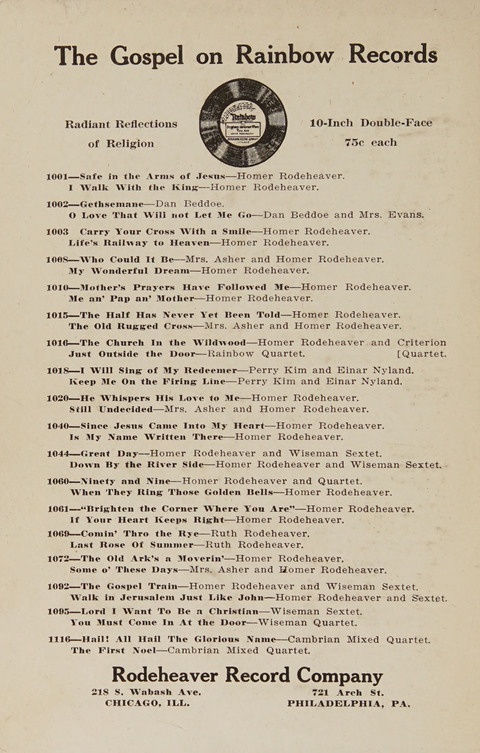 The Gospel on Rainbow Records
Radiant Reflections
of Religion
Rainbow
10-Inch Double-Face
75c each
1001—Safe in the Arms of Jesus—Homer Rodeheaver.
I Walk With the King—Homer Rodeheaver.
1002—Gethsemane—Dan Beddoe.
O Love That Will not Let Me Go—Dan Beddoe and Mrs. Evans.
1003 Carry Your Cross With a Smile—Homer Rodeheaver.
Life's Railway to Heaven—Homer Rodeheaver.
1008—Who Could It Be—Mrs. Asher and Homer Rodeheaver.
My Wonderful Dream—Homer Rodeheaver.
1010—Mother's Prayers Have Followed Me—Homer Rodeheaver.
Me an' Pap an' Mother—Homer Rodeheaver.
1015—The Half Has Never Yet Been Told—Homer Rodeheaver.
The Old Rugged Cross—Mrs. Asher and Homer Rodeheaver.
1016—The Church In the Wildwood—Homer Rodeheaver and Criterion
Just Outside the Door—Rainbow Quartet. [Quartet.
1018—I Will Sing of My Redeemer—Perry Kim and Einar Nyland.
Keep Me On the Firing Line—Perry Kim and Einar Nyland.
1020—He Whispers His Love to Me—Homer Rodeheaver.
Still Undecided—Mrs. Asher and Homer Rodeheaver.
1040—Since Jesus Came Into My Heart—Homer Rodeheaver.
Is My Name Written There—Homer Rodeheaver.
1044—Great Day—Homer Rodeheaver and Wiseman Sextet.
Down By the River Side—Homer Rodeheaver and Wiseman Sextet.
1060—Ninety and Nine—Homer Rodeheaver and Quartet.
When They Ring Those Golden Bells—Homer Rodeheaver.
1061—"Brighten the Corner Where You Are"—Homer Rodeheaver.
If Your Heart Keeps Right—Homer Rodeheaver.
1069—Comin' Thro the Rye—Ruth Rodeheaver.
Last Rose Of Summer—Ruth Rodeheaver.
1072—The Old Ark's a Moverin'—Homer Rodeheaver.
Some o' These Days—Mrs. Asher and Homer Rodeheaver.
1092—The Gospel Train—Homer Rodeheaver and Wiseman Sextet.
Walk in Jerusalem Just Like John—Homer Rodeheaver and Sextet.
1095—Lord I Want To Be a Christian—Wiseman Sextet.
You Must Come In At the Door—Wiseman Quartet.
1116—Hail! All Hail The Glorious Name—Cambrian Mixed Quartet.
The First Noel—Cambrian Mixed Quartet.
Rodeheaver Record Company
218 S. Wabash Ave.
CHICAGO, ILL.
721 Arch St.
PHILADELPHIA, PA.